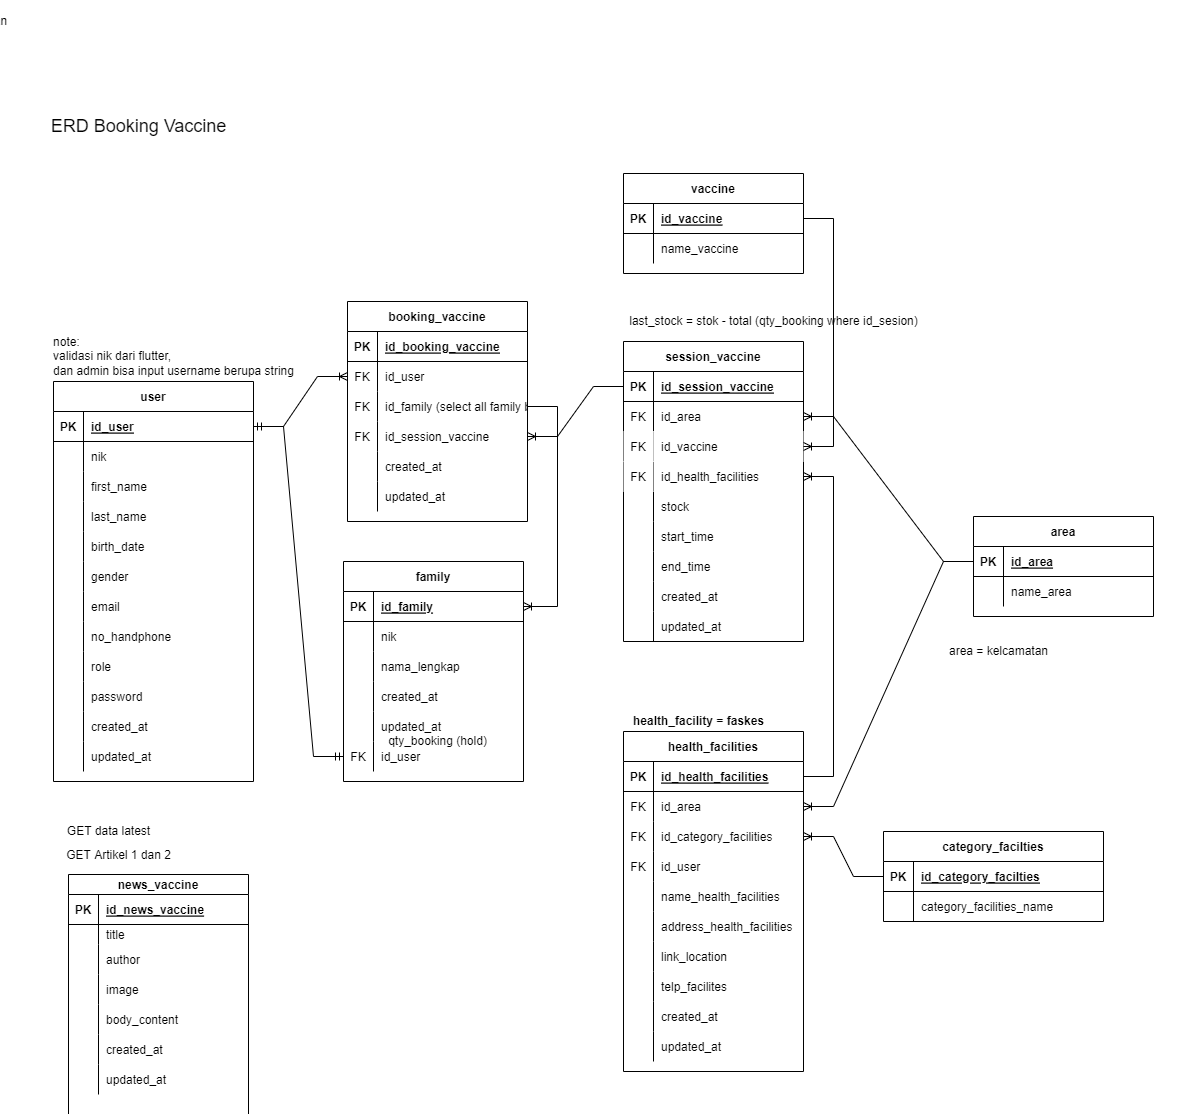 n
ERD Booking Vaccine
vaccine
PK id_vaccine
name_vaccine
last_stock = stok - total (qty_booking where id_sesion)
booking_vaccine
PK id_booking_vaccine
FK id_user
FK id_family (select all family
FK id_session_vaccine
created_at
updated_at
note:
validasi nik dari flutter,
dan admin bisa input username berupa string
user
PK id_user
nik
first_name
last_name
birth_date
gender
email
no_handphone
role
password
created_at
updated_at
session_vaccine
PK id_session_vaccine
FK id_area
FK id_vaccine
FK id_health_facilities
stock
start_time
end_time
created_at
updated_at
family
PK id_family
nik
nama_lengkap
created_at
updated_at
qty_booking (hold)
FK id_user
area
PK id_area
name_area
area = kelcamatan
health_facility = faskes
health_facilities
PK id_health_facilities
FK id_area
FK id_category_facilities
FK id_user
name_health_facilities
address_health_facilities
link_location
telp_facilites
created_at
updated_at
category_facilties
PK id_category_facilties
category_facilities_name
GET data latest
GET Artikel 1 dan 2
news_vaccine
PK id_news_vaccine
title
author
image
body_content
created_at
updated_at